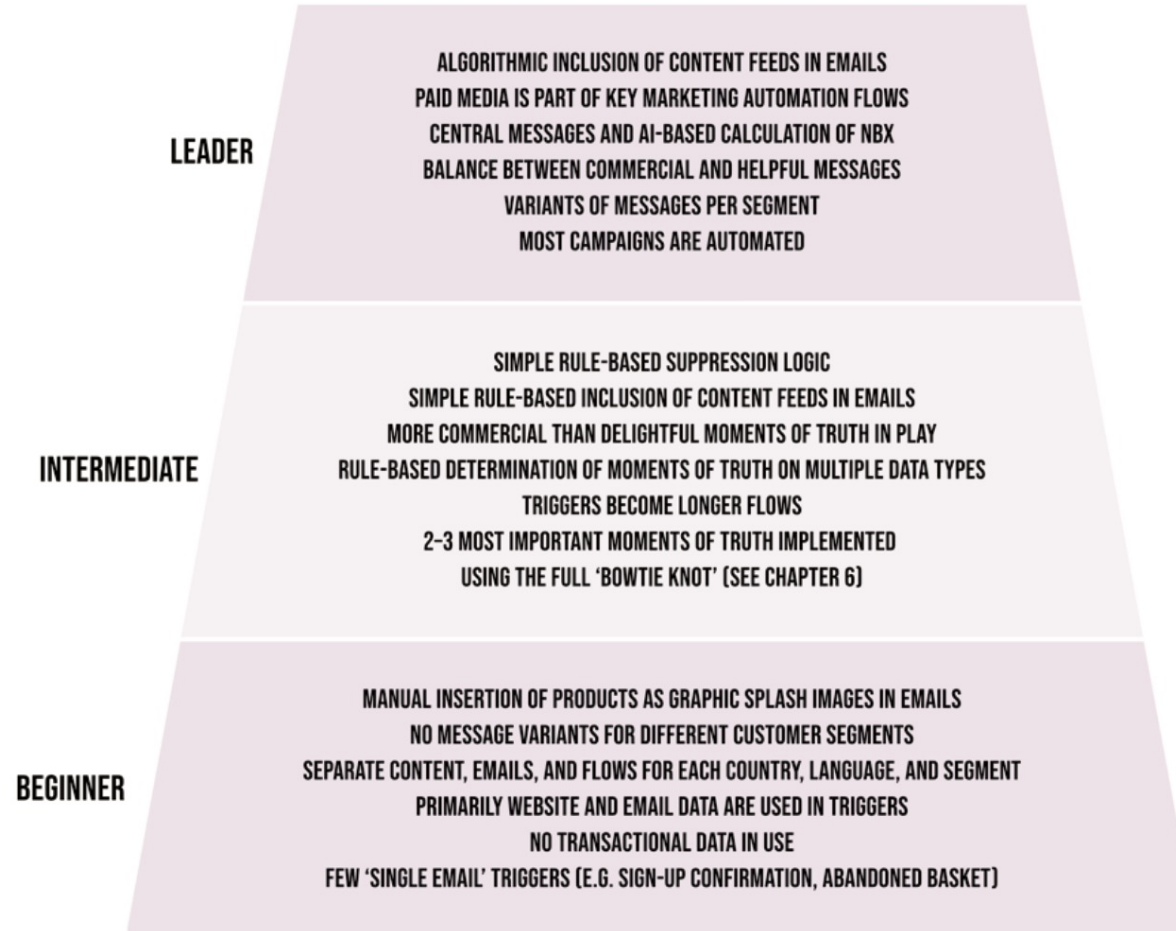 LEADER
ALGORITHMIC INCLUSION OF CONTENT FEEDS IN EMAILS
PAID MEDIA IS PART OF KEY MARKETING AUTOMATION FLOWS
CENTRAL MESSAGES AND AI-BASED CALCULATION OF NBX
BALANCE BETWEEN COMMERCIAL AND HELPFUL MESSAGES
VARIANTS OF MESSAGES PER SEGMENT
MOST CAMPAIGNS ARE AUTOMATED
INTERMEDIATE
SIMPLE RULE-BASED SUPPRESSION LOGIC
SIMPLE RULE-BASED INCLUSION OF CONTENT FEEDS IN EMAILS
MORE COMMERCIAL THAN DELIGHTFUL MOMENTS OF TRUTH IN PLAY
RULE-BASED DETERMINATION OF MOMENTS OF TRUTH ON MULTIPLE DATA TYPES
TRIGGERS BECOME LONGER FLOWS
2–3 MOST IMPORTANT MOMENTS OF TRUTH IMPLEMENTED
USING THE FULL ‘BOWTIE KNOT’ (SEE CHAPTER 6)
BEGINNER
MANUAL INSERTION OF PRODUCTS AS GRAPHIC SPLASH IMAGES IN EMAILS
NO MESSAGE VARIANTS FOR DIFFERENT CUSTOMER SEGMENTS
SEPARATE CONTENT, EMAILS, AND FLOWS FOR EACH COUNTRY, LANGUAGE, AND SEGMENT
PRIMARILY WEBSITE AND EMAIL DATA ARE USED IN TRIGGERS
NO TRANSACTIONAL DATA IN USE
FEW ‘SINGLE EMAIL’ TRIGGERS (E.G. SIGN-UP CONFIRMATION, ABANDONED BASKET)